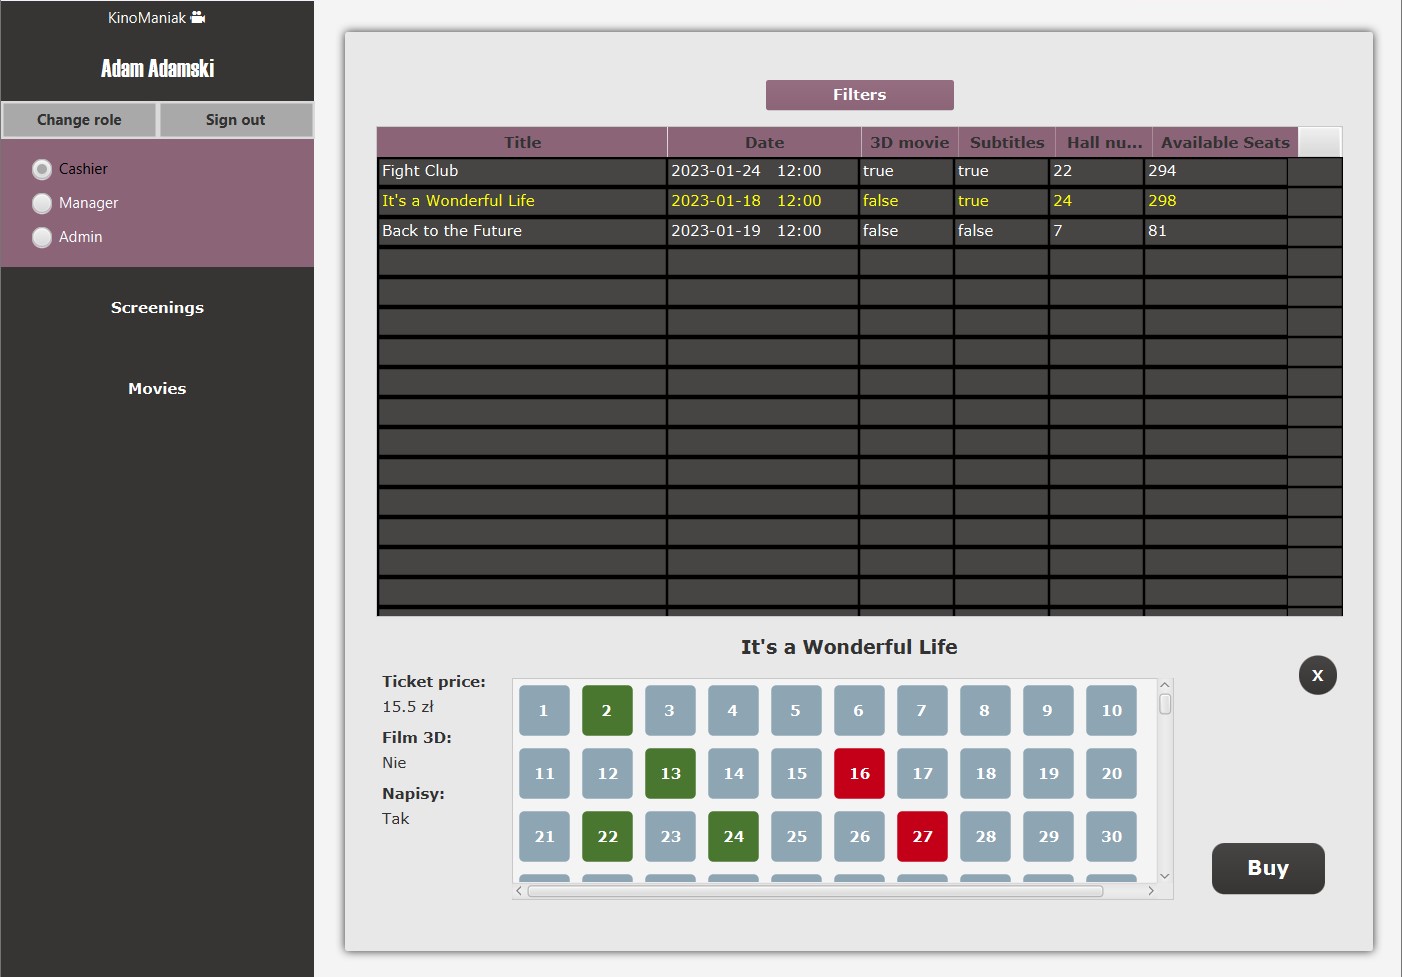 KinoManiak
Adam Adamski
Change role Sign out
Cashier
Manager
Admin
Screenings
Movies
Filters
Title Date 3D movie Subtitles Hall nu... Available Seats
Fight Club 2023-01-24 12:00 true true 22 294
It's a Wonderful Life 2023-01-18 12:00 false true 24 298
Back to the Future 2023-01-19 12:00 false false 7 81
It's a Wonderful Life
X
Ticket price:
15.5 zł
Film 3D:
Nie
Napisy:
Tak
1 2 3 4 5 6 7 8 9 10
11 12 13 14 15 16 17 18 19 20
21 22 23 24 25 26 27 28 29 30
Buy